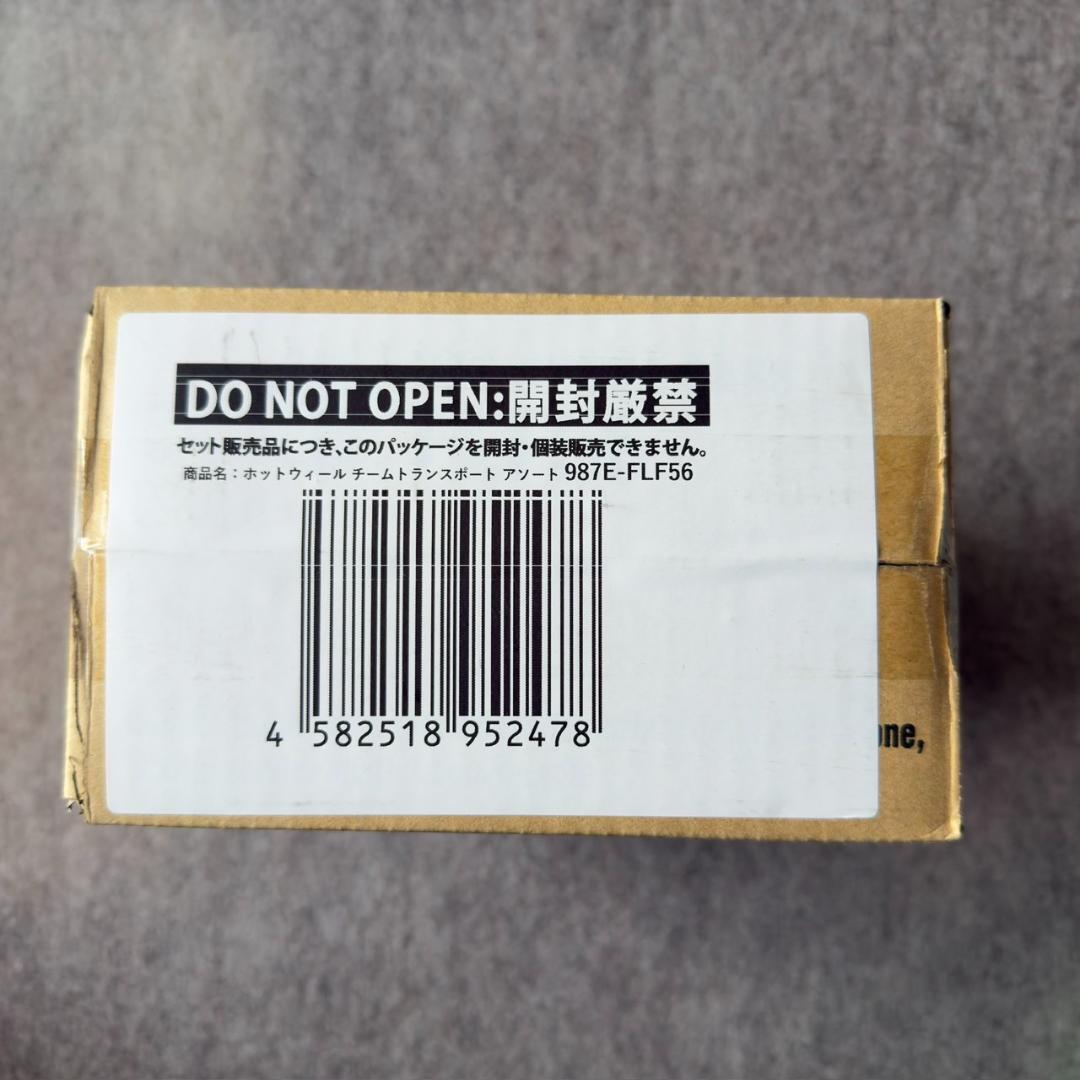 DO NOT OPEN:開封厳禁
セット販売品につき、このパッケージを開封・個装販売できません。
商品名：ホットウィール チームトランスポート アソート 987E-FLF56
4 582518 952478
one,